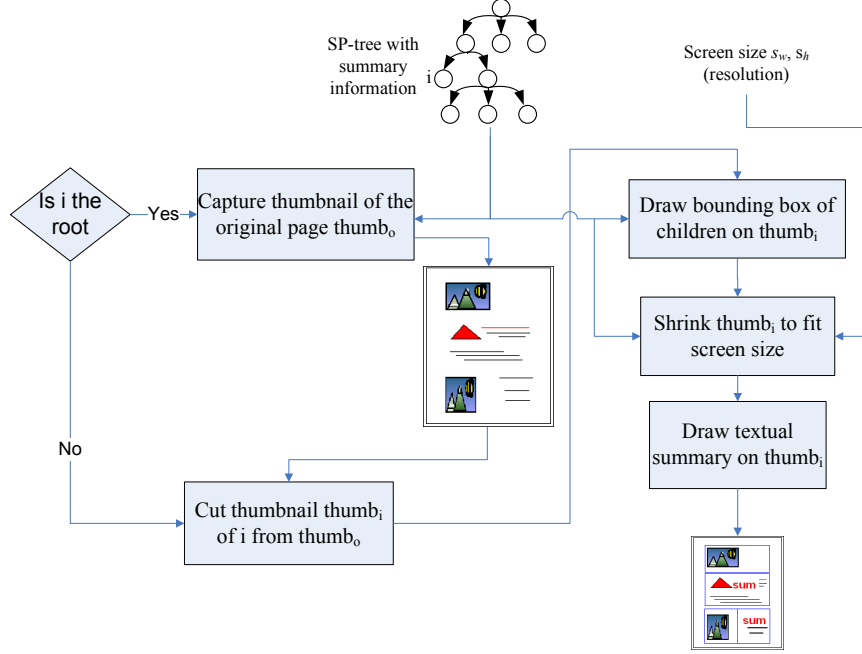 SP-tree with
summary
information
i
Screen size s_w, s_h
(resolution)
Is i the
root
Yes
Capture thumbnail of the
original page thumb_o
Draw bounding box of
children on thumb_i
Shrink thumb_i to fit
screen size
Draw textual
summary on thumb_i
No
Cut thumbnail thumb_i
of i from thumb_o
sum
sum